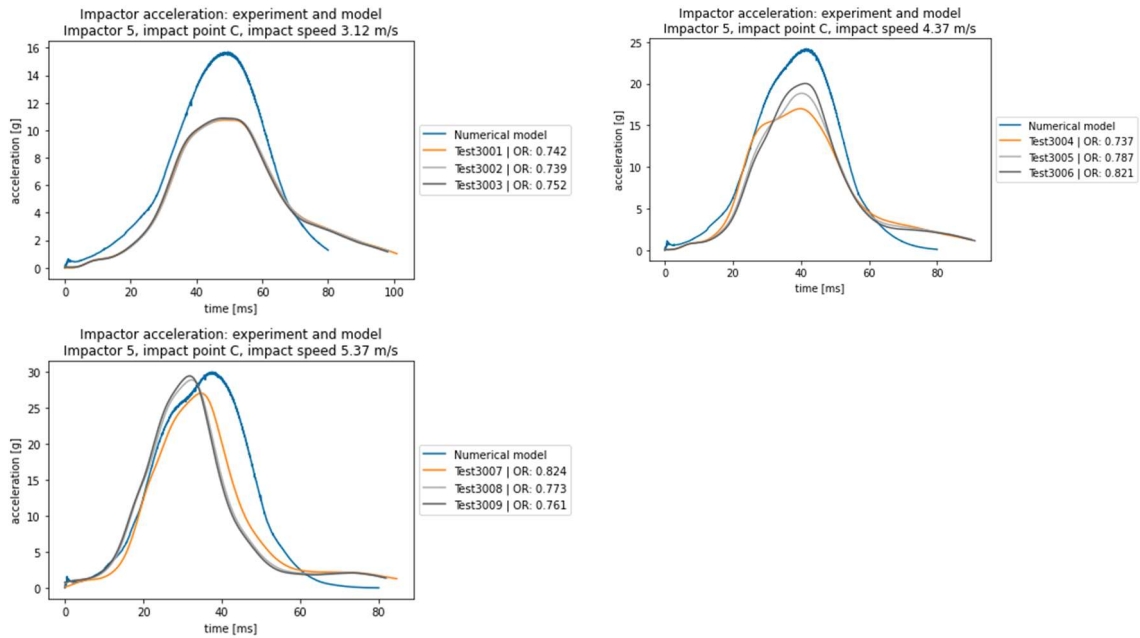 Impactor acceleration: experiment and model
Impactor 5, impact point C, impact speed 3.12 m/s
16
14
12
10
8
6
4
2
0
acceleration [g]
0 20 40 60 80 100
time [ms]
Numerical model
Test3001 | OR: 0.742
Test3002 | OR: 0.739
Test3003 | OR: 0.752
Impactor acceleration: experiment and model
Impactor 5, impact point C, impact speed 4.37 m/s
25
20
15
10
5
0
acceleration [g]
0 20 40 60 80
time [ms]
Numerical model
Test3004 | OR: 0.737
Test3005 | OR: 0.787
Test3006 | OR: 0.821
Impactor acceleration: experiment and model
Impactor 5, impact point C, impact speed 5.37 m/s
30
25
20
15
10
5
0
acceleration [g]
0 20 40 60 80
time [ms]
Numerical model
Test3007 | OR: 0.824
Test3008 | OR: 0.773
Test3009 | OR: 0.761